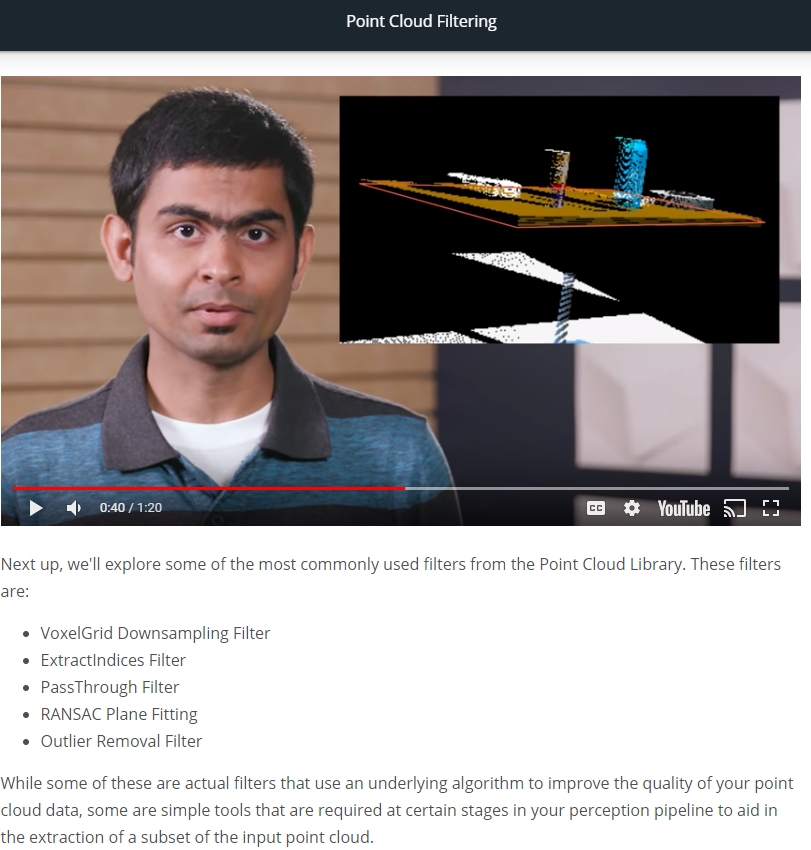 Point Cloud Filtering
0:40 / 1:20
CC
YouTube
Next up, we'll explore some of the most commonly used filters from the Point Cloud Library. These filters
are:
VoxelGrid Downsampling Filter
ExtractIndices Filter
PassThrough Filter
RANSAC Plane Fitting
Outlier Removal Filter
While some of these are actual filters that use an underlying algorithm to improve the quality of your point
cloud data, some are simple tools that are required at certain stages in your perception pipeline to aid in
the extraction of a subset of the input point cloud.